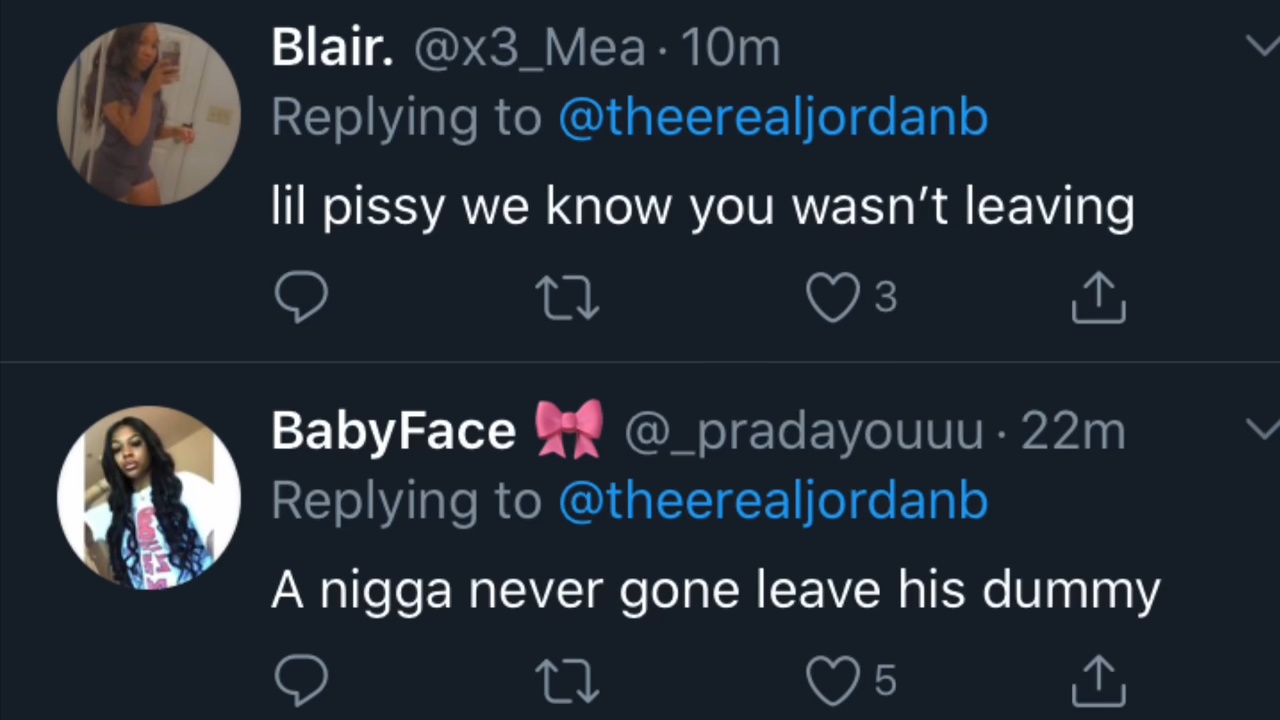 Blair. @x3_Mea · 10m
Replying to @theerealjordanb
lil pissy we know you wasn’t leaving
3
BabyFace 🎀 @_pradayouuu · 22m
Replying to @theerealjordanb
A nigga never gone leave his dummy
5